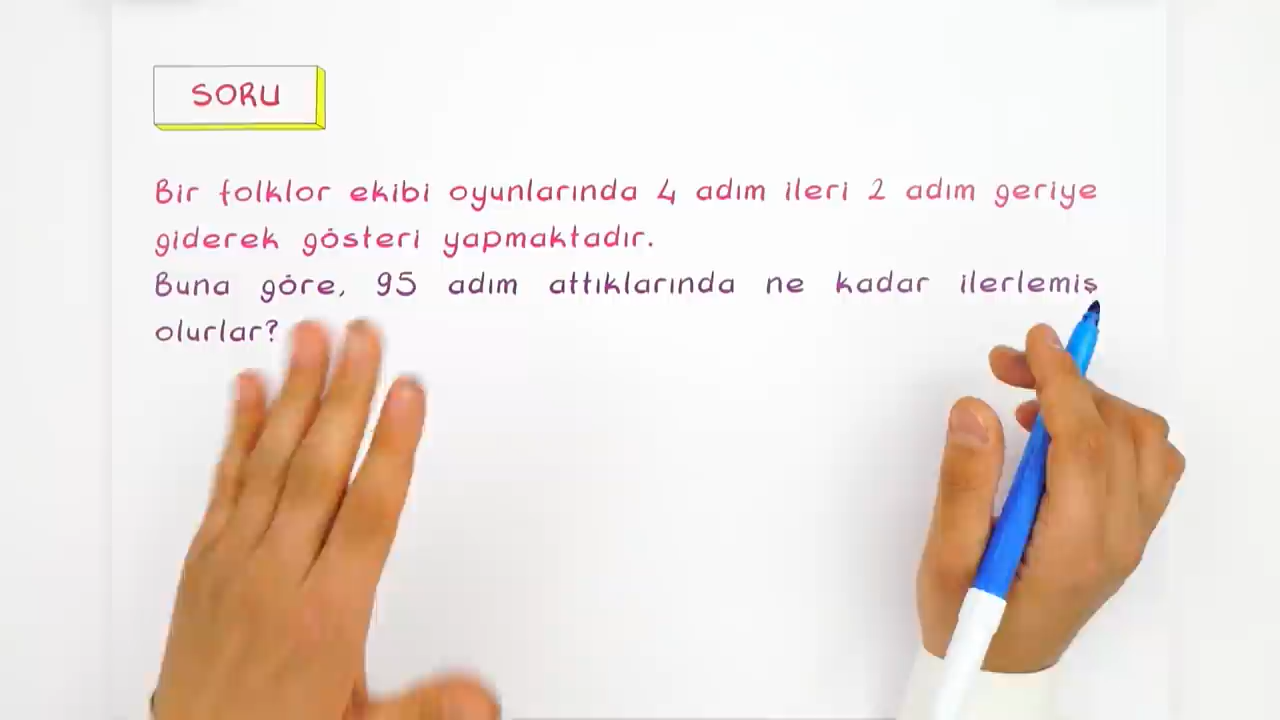 SORU
Bir folklor ekibi oyunlarında 4 adım ileri 2 adım geriye
giderek gösteri yapmaktadır.
Buna göre, 95 adım attıklarında ne kadar ilerlemiş
olurlar?